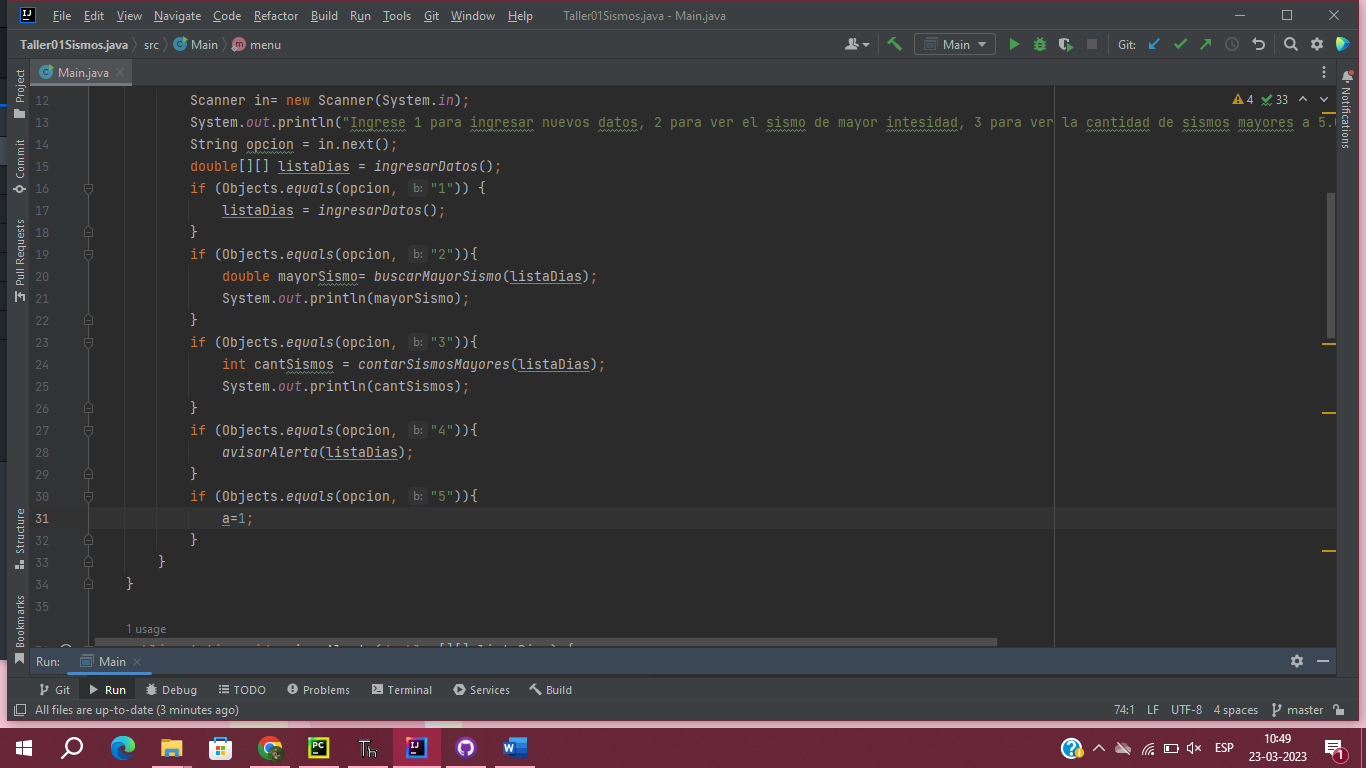 File Edit View Navigate Code Refactor Build Run Tools Git Window Help Taller01Sismos.java - Main.java
Taller01Sismos.java src Main menu Main Git:
Main.java
4 33
12 Scanner in= new Scanner(System.in);
13 System.out.println("Ingrese 1 para ingresar nuevos datos, 2 para ver el sismo de mayor intesidad, 3 para ver la cantidad de sismos mayores a 5.
14 String opcion = in.next();
15 double[][] listaDias = ingresarDatos();
16 if (Objects.equals(opcion, b: "1")) {
17 listaDias = ingresarDatos();
18 }
19 if (Objects.equals(opcion, b: "2")){
20 double mayorSismo= buscarMayorSismo(listaDias);
21 System.out.println(mayorSismo);
22 }
23 if (Objects.equals(opcion, b: "3")){
24 int cantSismos = contarSismosMayores(listaDias);
25 System.out.println(cantSismos);
26 }
27 if (Objects.equals(opcion, b: "4")){
28 avisarAlerta(listaDias);
29 }
30 if (Objects.equals(opcion, b: "5")){
31 a=1;
32 }
33 }
34 }
35
1 usage
Project
Commit
Pull Requests
Structure
Bookmarks
Notifications
Run: Main
Git Run Debug TODO Problems Terminal Services Build
All files are up-to-date (3 minutes ago) 74:1 LF UTF-8 4 spaces master
ESP 10:49
23-03-2023 1